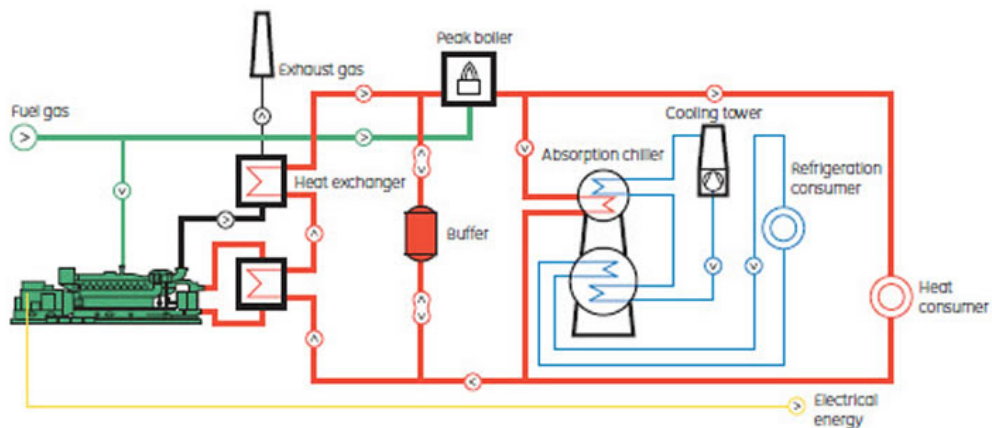 Peak boiler
Exhaust gas
Fuel gas
Cooling tower
Absorption chiller
Refrigeration
consumer
Heat exchanger
Buffer
Heat
consumer
Electrical
energy